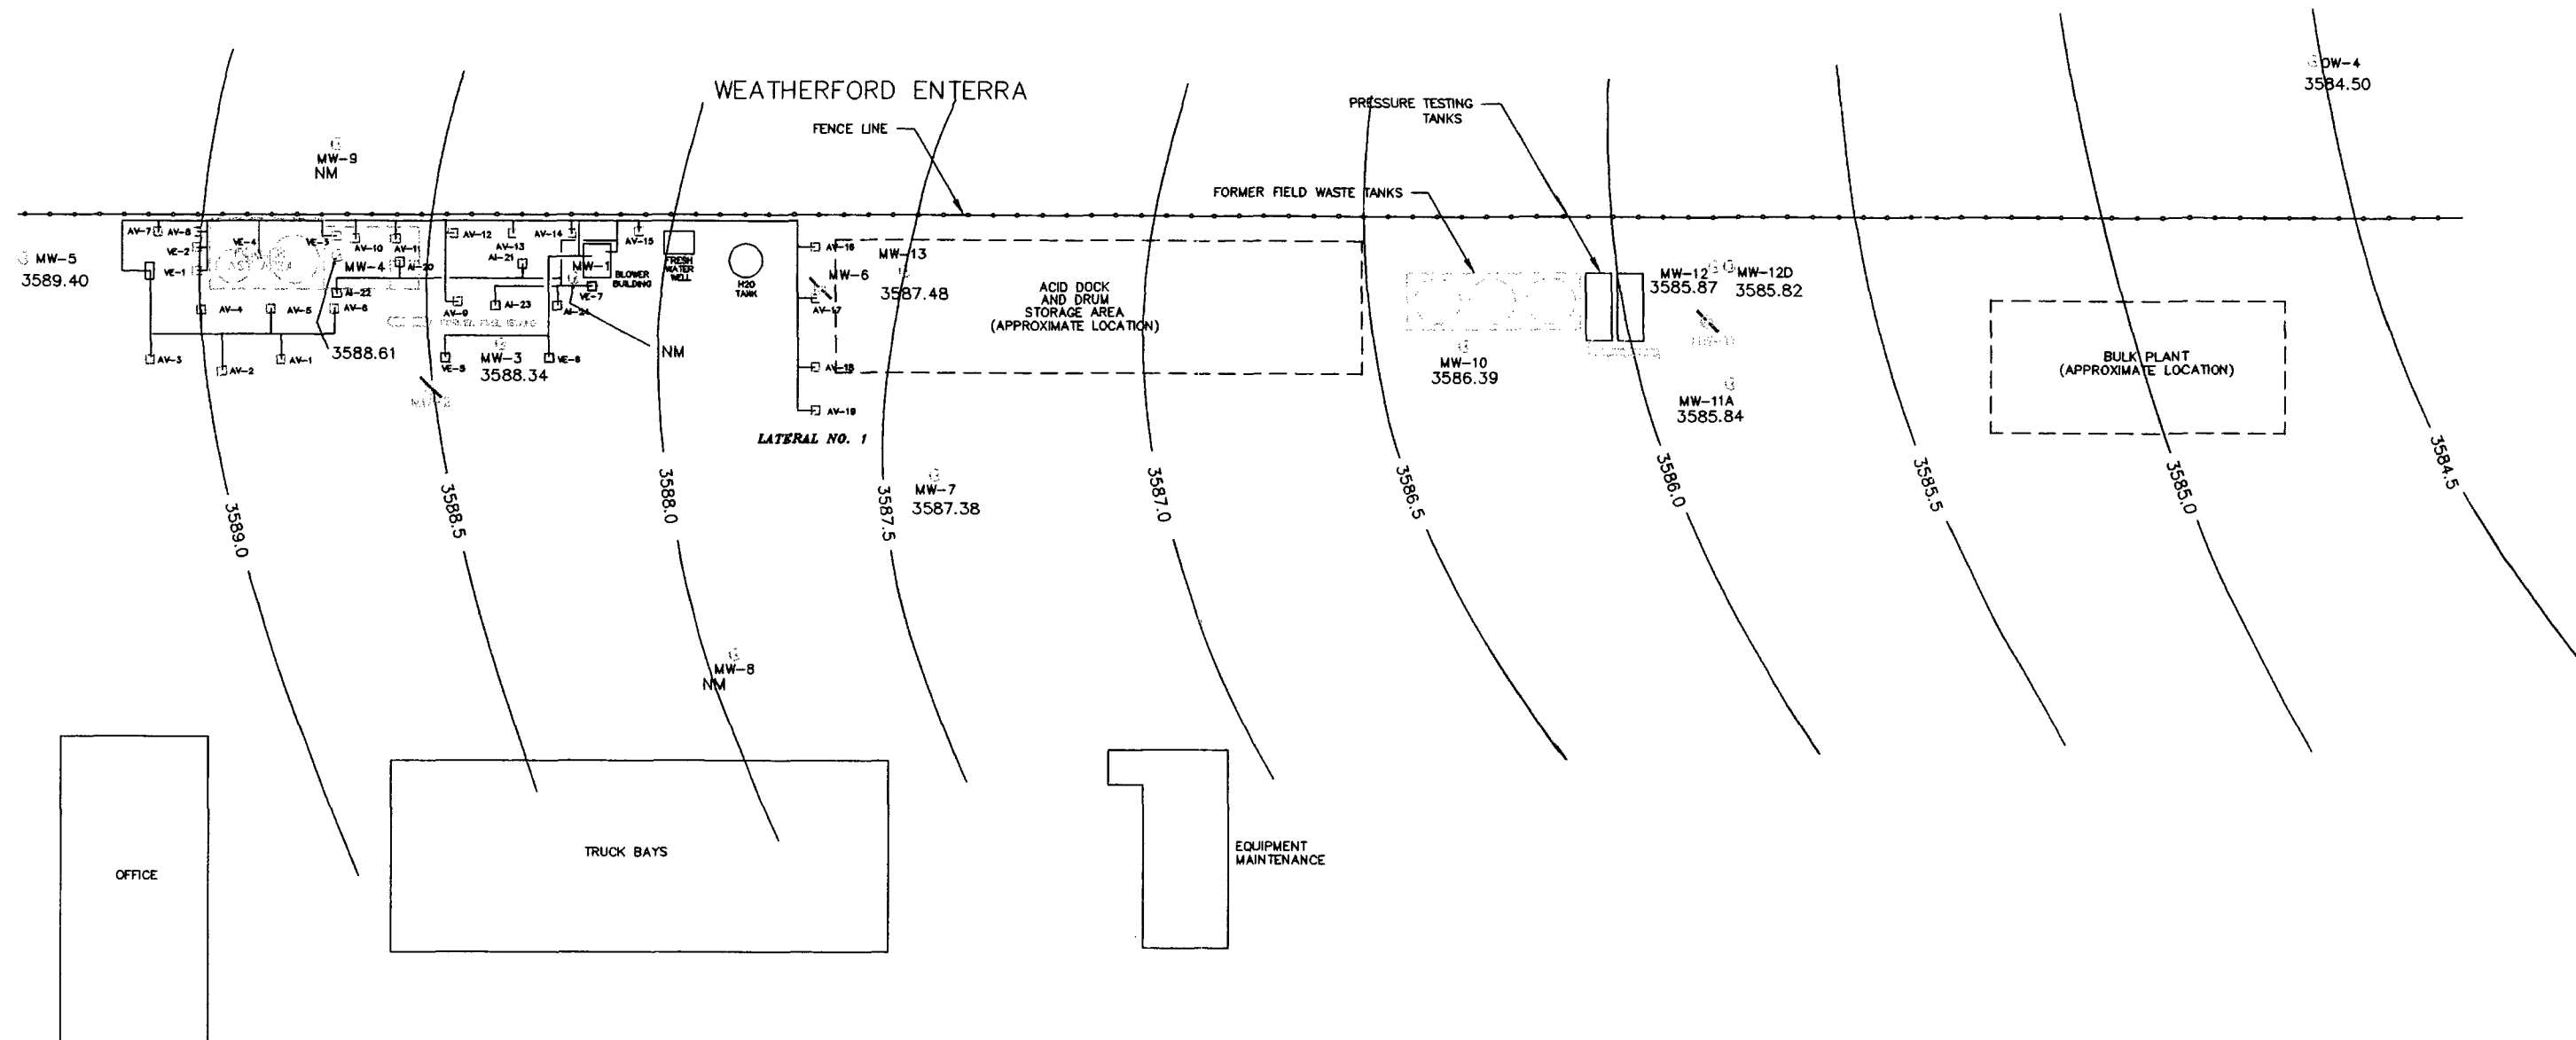 OW-4
3584.50
WEATHERFORD ENTERRA
PRESSURE TESTING
TANKS
FENCE LINE
MW-9
NM
FORMER FIELD WASTE TANKS
AV-7
AV-8
VE-2
VE-1
VE-4
VE-3
AV-10
AV-11
AV-12
AV-13
AV-14
AV-15
AV-16
MW-5
3589.40
MW-4
AI-20
AI-21
MW-1
BLOWER
BUILDING
FRESH
WATER
WELL
H2O
TANK
MW-6
MW-13
3587.48
AI-22
AV-4
AV-5
AV-6
AV-9
AI-23
AI-24
VE-7
AV-17
ACID DOCK
AND DRUM
STORAGE AREA
(APPROXIMATE LOCATION)
MW-12
3585.87
MW-12D
3585.82
AV-3
AV-2
AV-1
3588.61
VE-5
MW-3
3588.34
VE-6
NM
AV-18
AV-19
LATERAL NO. 1
MW-10
3586.39
MW-11A
3585.84
BULK PLANT
(APPROXIMATE LOCATION)
MW-2
MW-7
3587.38
3589.0
3588.5
3588.0
3587.5
3587.0
3586.5
3586.0
3585.5
3585.0
3584.5
MW-8
NM
OFFICE
TRUCK BAYS
EQUIPMENT
MAINTENANCE